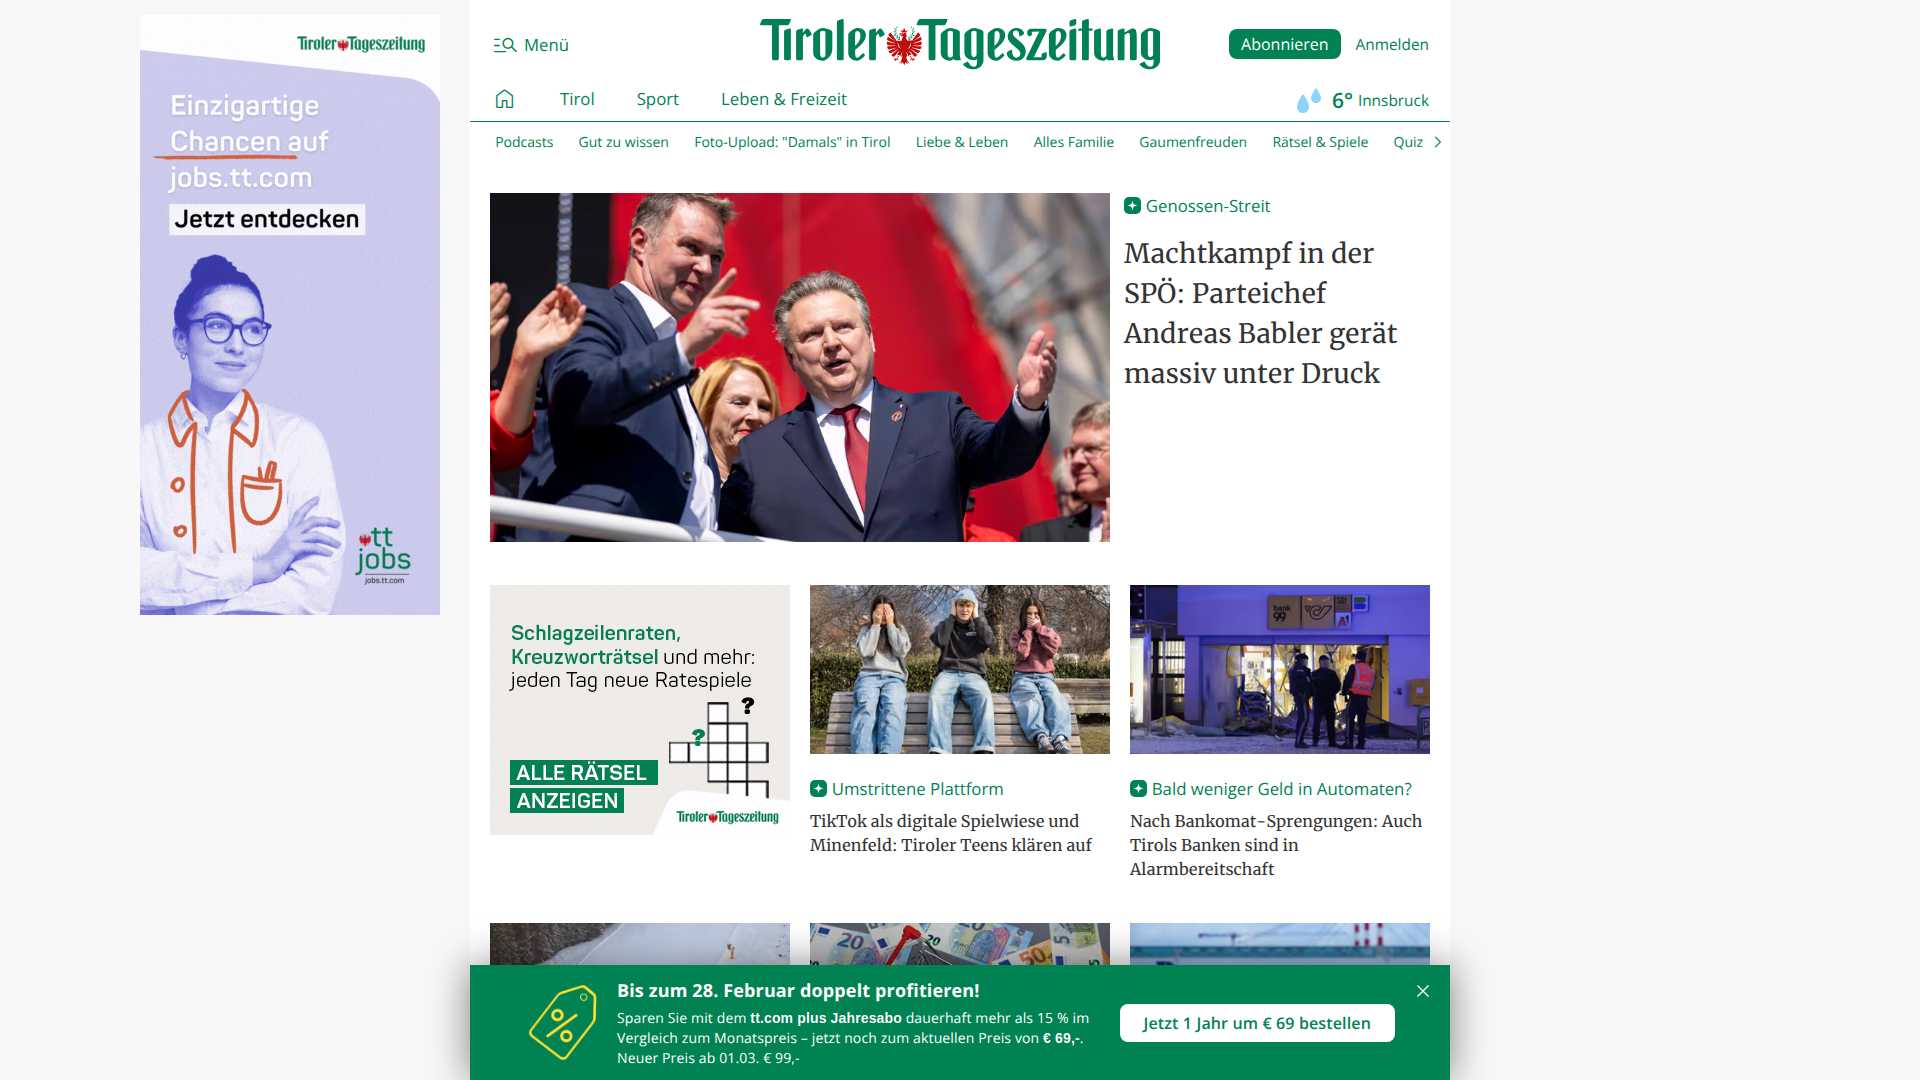 Tiroler Tageszeitung
Einzigartige
Chancen auf
jobs.tt.com
Jetzt entdecken
tt
jobs
jobs.tt.com
Menü
Tiroler Tageszeitung
Abonnieren
Anmelden
Tirol
Sport
Leben & Freizeit
6° Innsbruck
Podcasts
Gut zu wissen
Foto-Upload: "Damals" in Tirol
Liebe & Leben
Alles Familie
Gaumenfreuden
Rätsel & Spiele
Quiz
Genossen-Streit
Machtkampf in der
SPÖ: Parteichef
Andreas Babler gerät
massiv unter Druck
Schlagzeilenraten,
Kreuzworträtsel und mehr:
jeden Tag neue Ratespiele
?
?
ALLE RÄTSEL
ANZEIGEN
Tiroler Tageszeitung
Umstrittene Plattform
TikTok als digitale Spielwiese und
Minenfeld: Tiroler Teens klären auf
bank
99
A1
Bald weniger Geld in Automaten?
Nach Bankomat-Sprengungen: Auch
Tirols Banken sind in
Alarmbereitschaft
20
20
50
5
Bis zum 28. Februar doppelt profitieren!
Sparen Sie mit dem tt.com plus Jahresabo dauerhaft mehr als 15 % im
Vergleich zum Monatspreis – jetzt noch zum aktuellen Preis von € 69,-.
Neuer Preis ab 01.03. € 99,-
Jetzt 1 Jahr um € 69 bestellen